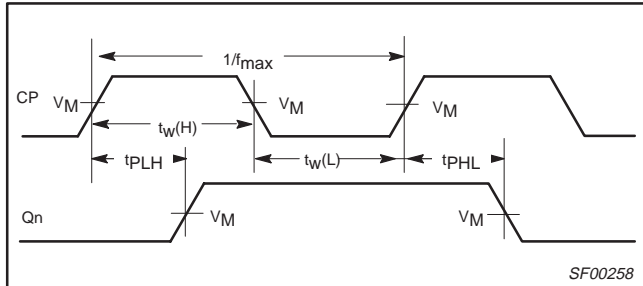 1/fmax
CP VM VM VM
tw(H)
tPLH tw(L) tPHL
Qn VM VM
SF00258